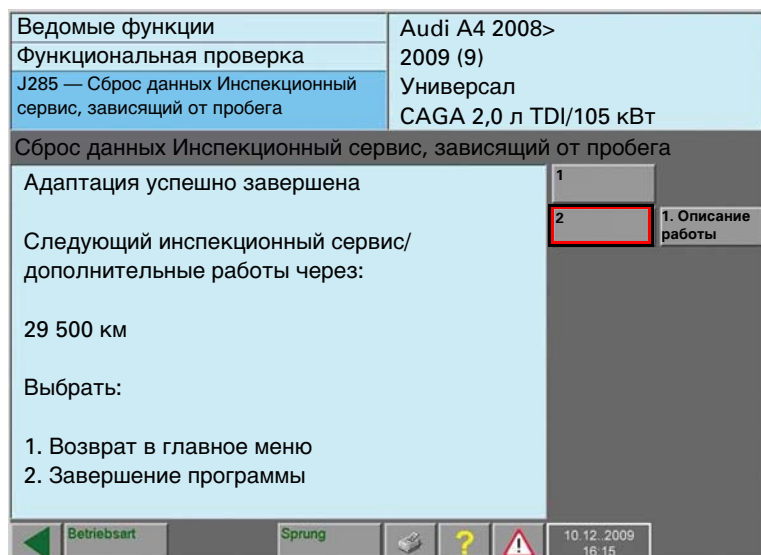 Ведомые функции
Функциональная проверка
J285 — Сброс данных Инспекционный
сервис, зависящий от пробега
Audi A4 2008>
2009 (9)
Универсал
CAGA 2,0 л TDI/105 кВт
Сброс данных Инспекционный сервис, зависящий от пробега
Адаптация успешно завершена
Следующий инспекционный сервис/
дополнительные работы через:
29 500 км
Выбрать:
1. Возврат в главное меню
2. Завершение программы
1
2
1. Описание
работы
Betriebsart
Sprung
?
10.12..2009
16:15